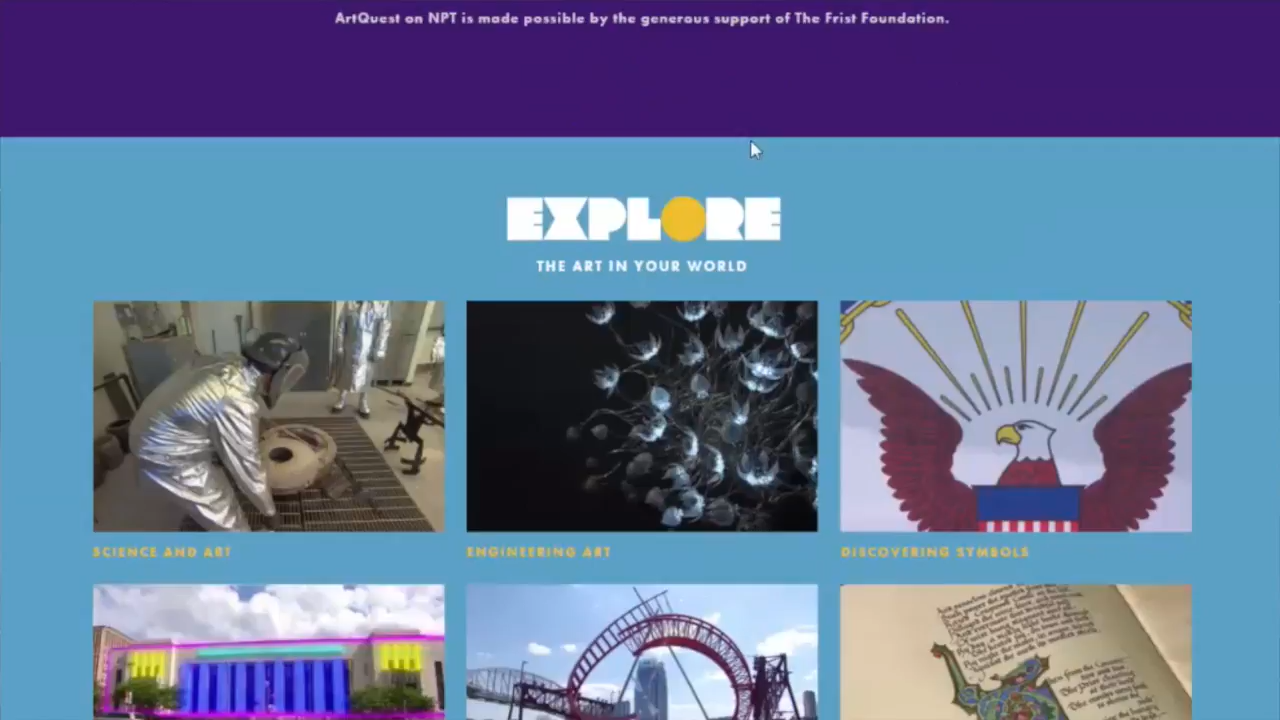 ArtQuest on NPT is made possible by the generous support of The Frist Foundation.
EXPLORE
THE ART IN YOUR WORLD
SCIENCE AND ART
ENGINEERING ART
DISCOVERING SYMBOLS